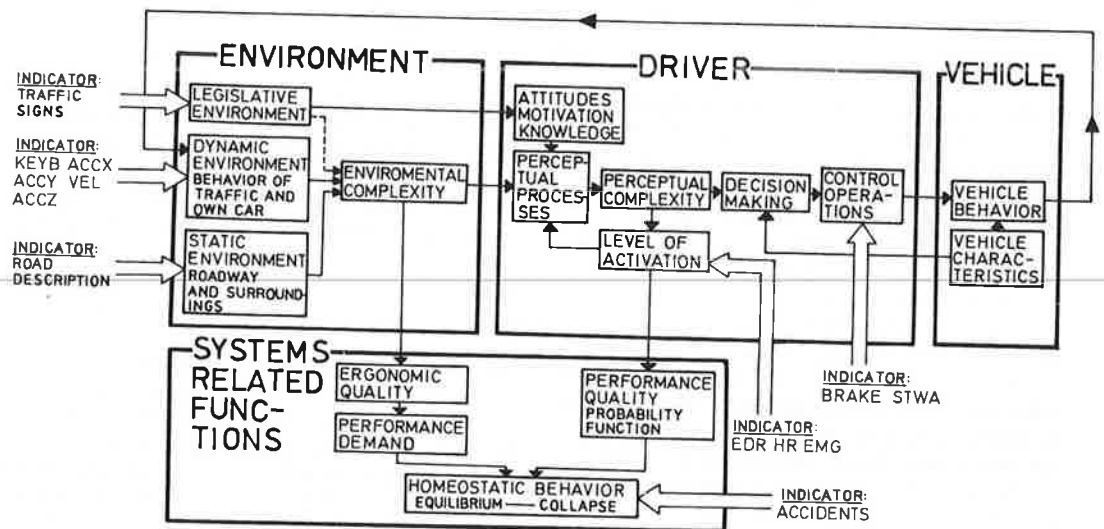 ENVIRONMENT
DRIVER
VEHICLE
INDICATOR:
TRAFFIC
SIGNS
LEGISLATIVE
ENVIRONMENT
INDICATOR:
KEYB ACCX
ACCY VEL
ACCZ
DYNAMIC
ENVIRONMENT
BEHAVIOR OF
TRAFFIC AND
OWN CAR
INDICATOR:
ROAD
DESCRIPTION
STATIC
ENVIRONMENT
ROADWAY
AND SURROUND-
INGS
ENVIROMENTAL
COMPLEXITY
ATTITUDES
MOTIVATION
KNOWLEDGE
PERCEP-
TUAL
PROCES-
SES
PERCEPTUAL
COMPLEXITY
DECISION
MAKING
CONTROL
OPERA-
TIONS
LEVEL OF
ACTIVATION
VEHICLE
BEHAVIOR
VEHICLE
CHARAC-
TERISTICS
SYSTEMS
RELATED
FUNC-
TIONS
ERGONOMIC
QUALITY
PERFORMANCE
DEMAND
PERFORMANCE
QUALITY
PROBABILITY
FUNCTION
HOMEOSTATIC BEHAVIOR
EQUILIBRIUM — COLLAPSE
INDICATOR:
BRAKE STWA
INDICATOR:
EDR HR EMG
INDICATOR:
ACCIDENTS